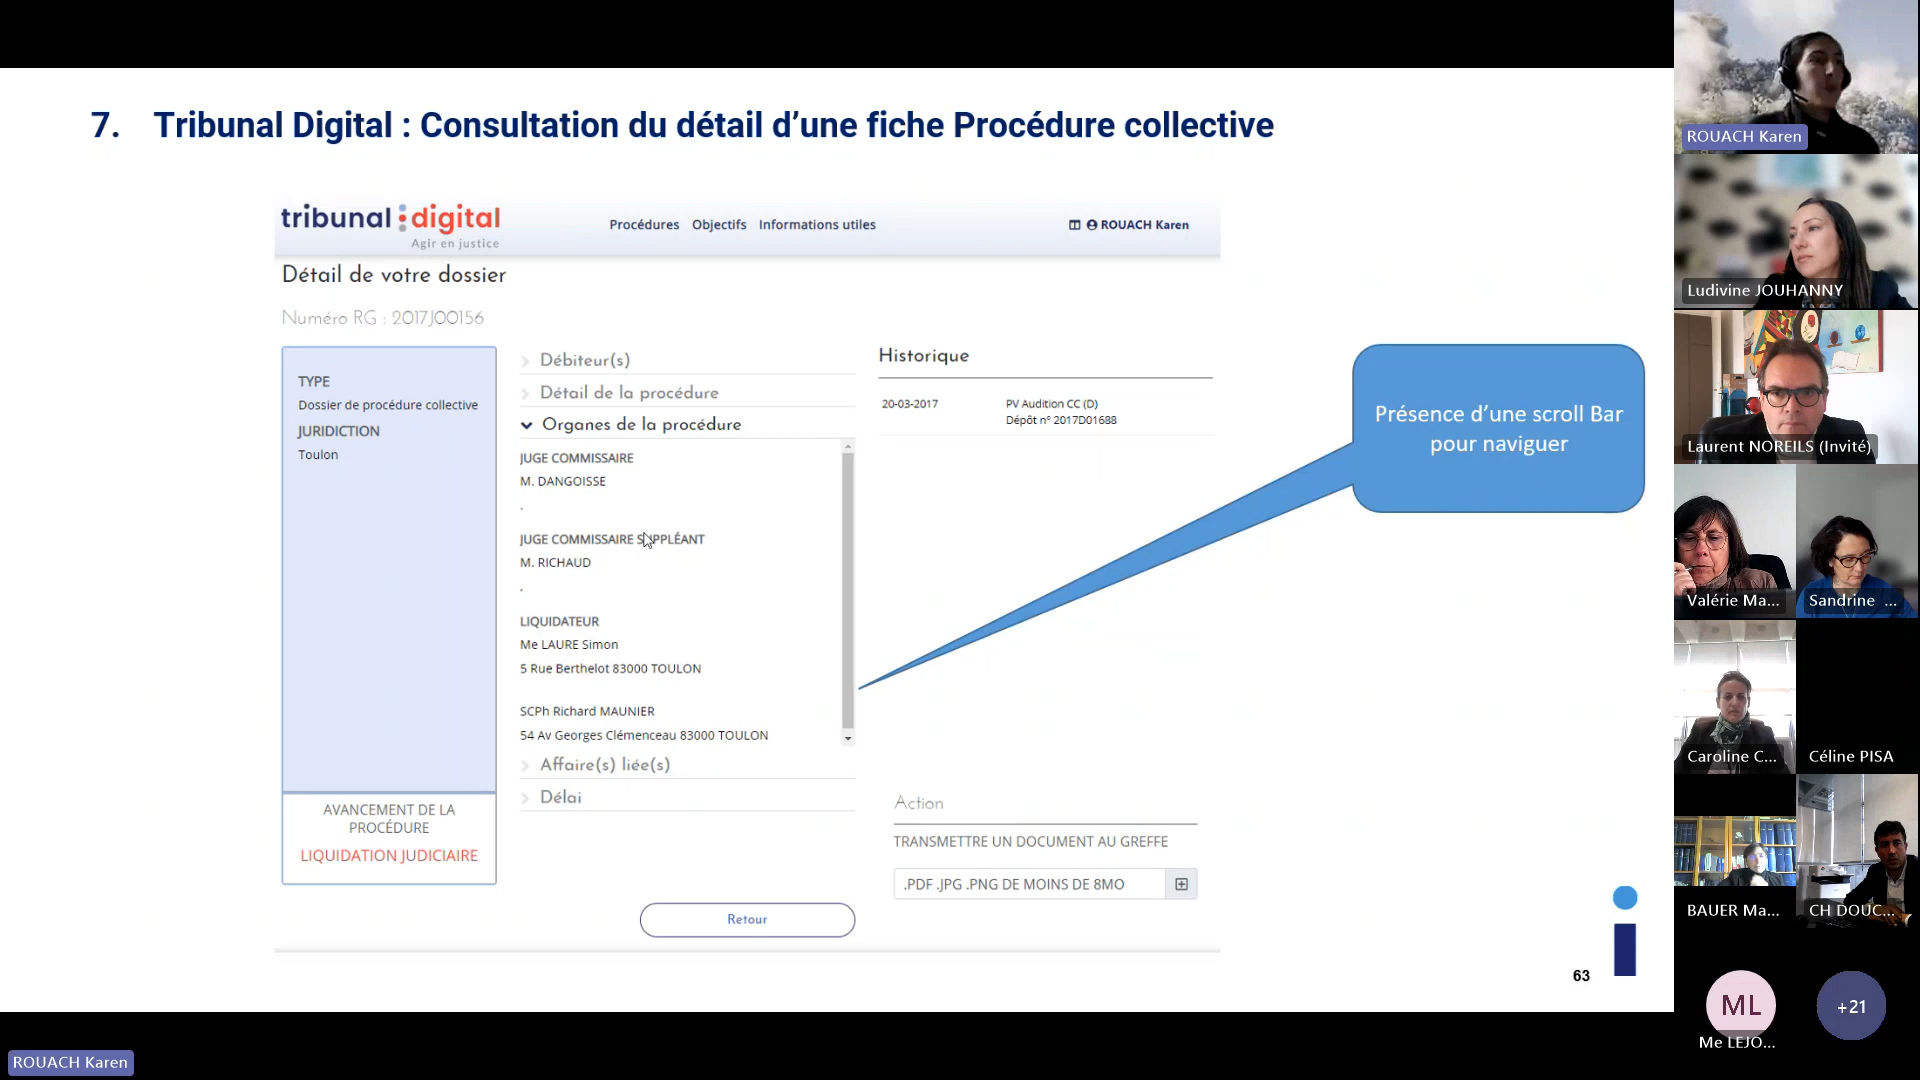 7. Tribunal Digital : Consultation du détail d’une fiche Procédure collective
tribunal digital
Agir en justice
Procédures Objectifs Informations utiles
ROUACH Karen
Détail de votre dossier
Numéro RG : 2017J00156
TYPE
Dossier de procédure collective
JURIDICTION
Toulon
AVANCEMENT DE LA
PROCÉDURE
LIQUIDATION JUDICIAIRE
Débiteur(s)
Détail de la procédure
Organes de la procédure
JUGE COMMISSAIRE
M. DANGOISSE
.
JUGE COMMISSAIRE SUPPLÉANT
M. RICHAUD
.
LIQUIDATEUR
Me LAURE Simon
5 Rue Berthelot 83000 TOULON
SCPh Richard MAUNIER
54 Av Georges Clémenceau 83000 TOULON
Affaire(s) liée(s)
Délai
Retour
Historique
20-03-2017 PV Audition CC (D)
Dépôt n° 2017D01688
Action
TRANSMETTRE UN DOCUMENT AU GREFFE
.PDF .JPG .PNG DE MOINS DE 8MO
Présence d’une scroll Bar
pour naviguer
63
ROUACH Karen
Ludivine JOUHANNY
Laurent NOREILS (Invité)
Valérie Ma...
Sandrine ...
Caroline C...
Céline PISA
BAUER Ma...
CH DOUC...
ML
Me LEJO...
+21
ROUACH Karen